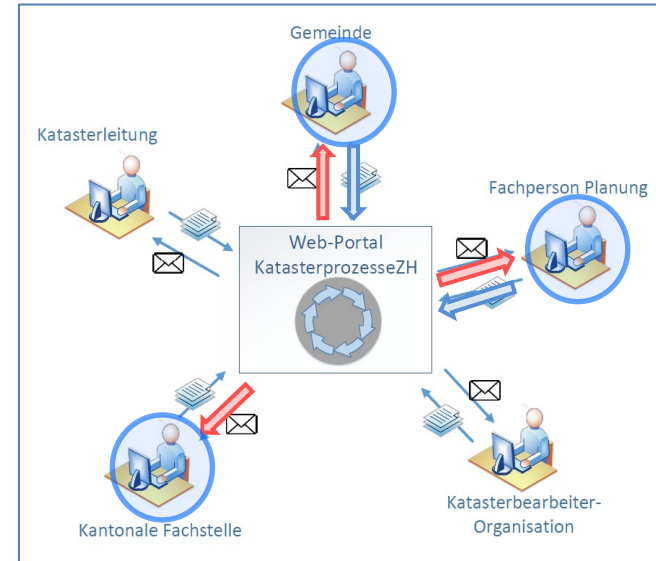 Gemeinde
Katasterleitung
Fachperson Planung
Web-Portal
KatasterprozesseZH
Kantonale Fachstelle
Katasterbearbeiter-
Organisation